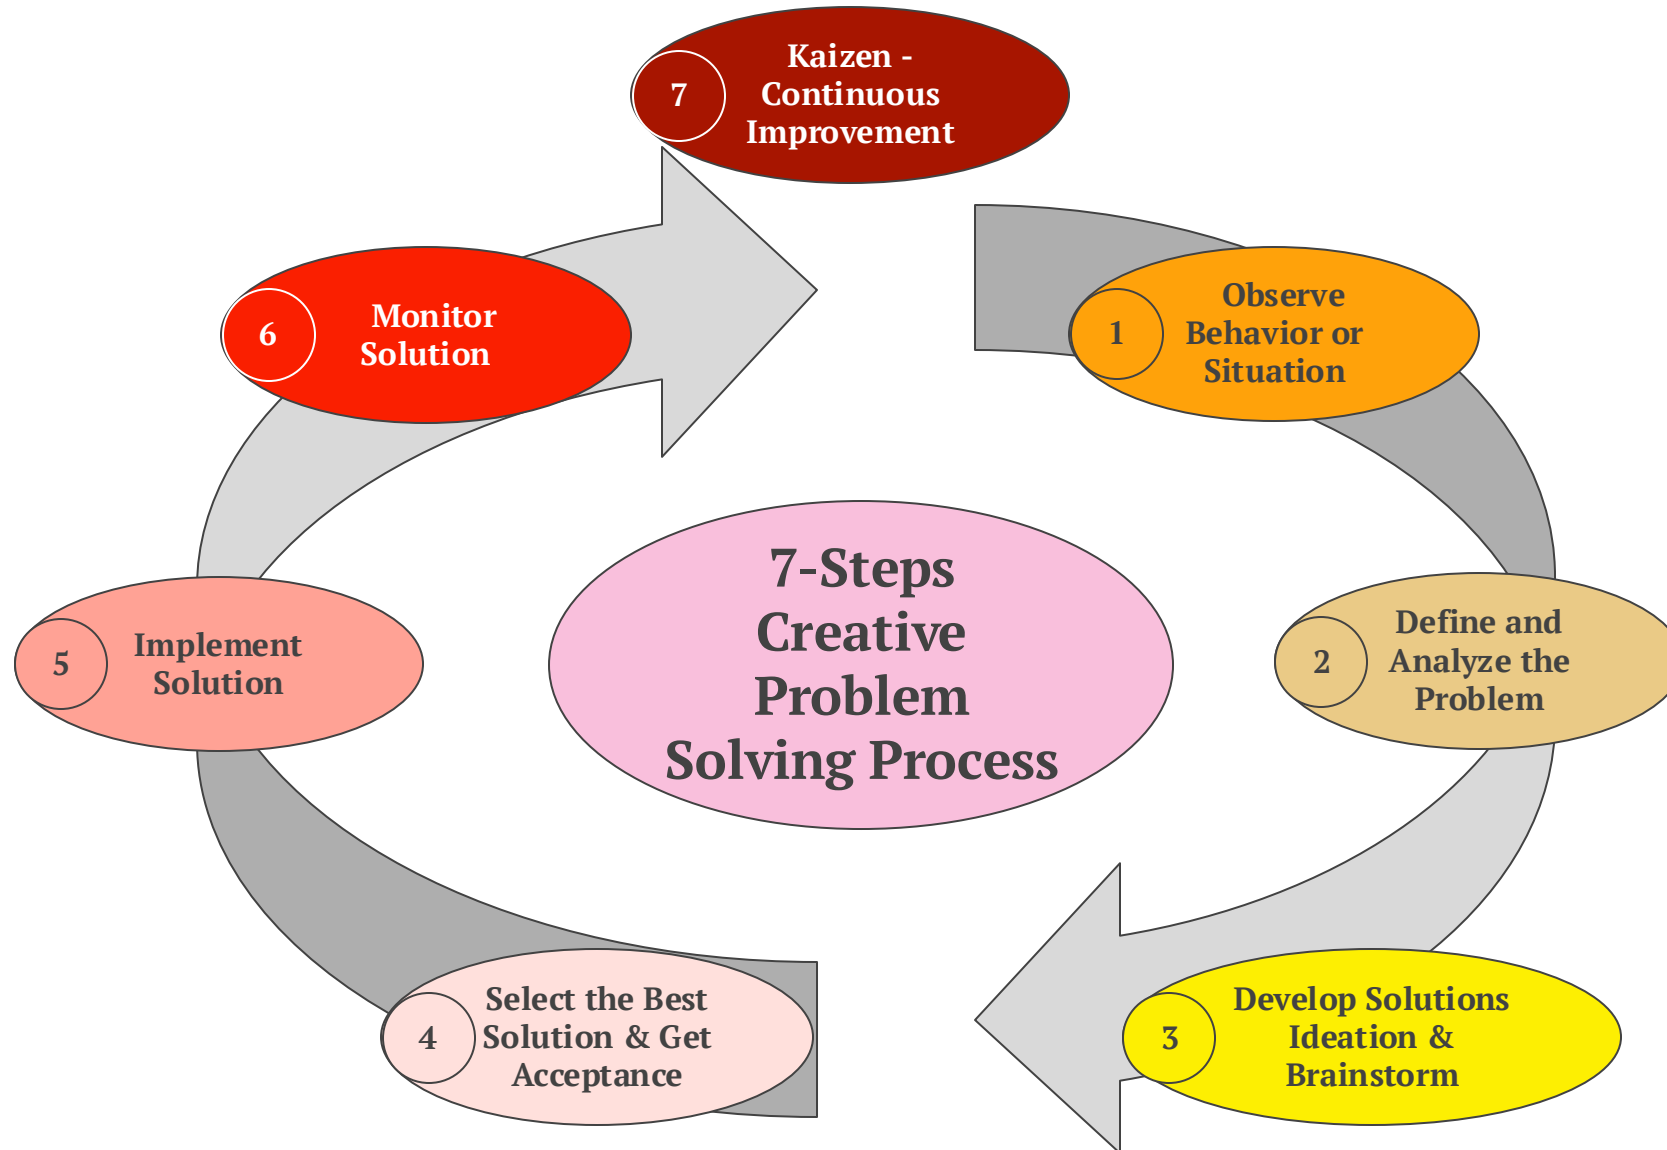 7
Kaizen -
Continuous
Improvement
1
Observe
Behavior or
Situation
2
Define and
Analyze the
Problem
3
Develop Solutions
Ideation &
Brainstorm
4
Select the Best
Solution & Get
Acceptance
5
Implement
Solution
6
Monitor
Solution
7-Steps
Creative
Problem
Solving Process